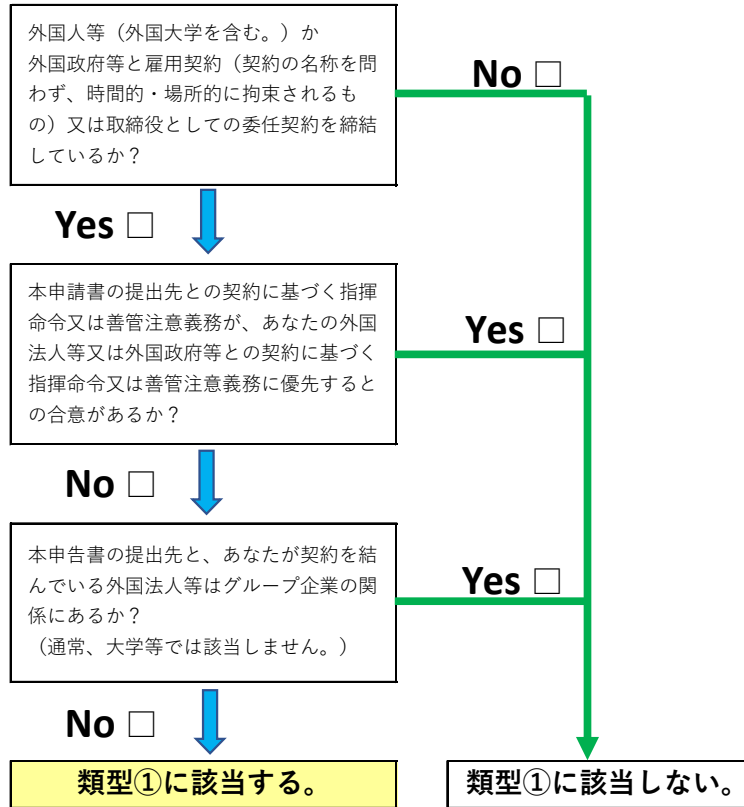 外国人等（外国大学を含む。）か
外国政府等と雇用契約（契約の名称を問
わず、時間的・場所的に拘束されるも
の）又は取締役としての委任契約を締結
しているか？
No □
Yes □
本申請書の提出先との契約に基づく指揮
命令又は善管注意義務が、あなたの外国
法人等又は外国政府等との契約に基づく
指揮命令又は善管注意義務に優先すると
の合意があるか？
Yes □
No □
本申告書の提出先と、あなたが契約を結
んでいる外国法人等はグループ企業の関
係にあるか？
（通常、大学等では該当しません。）
Yes □
No □
類型①に該当する。
類型①に該当しない。